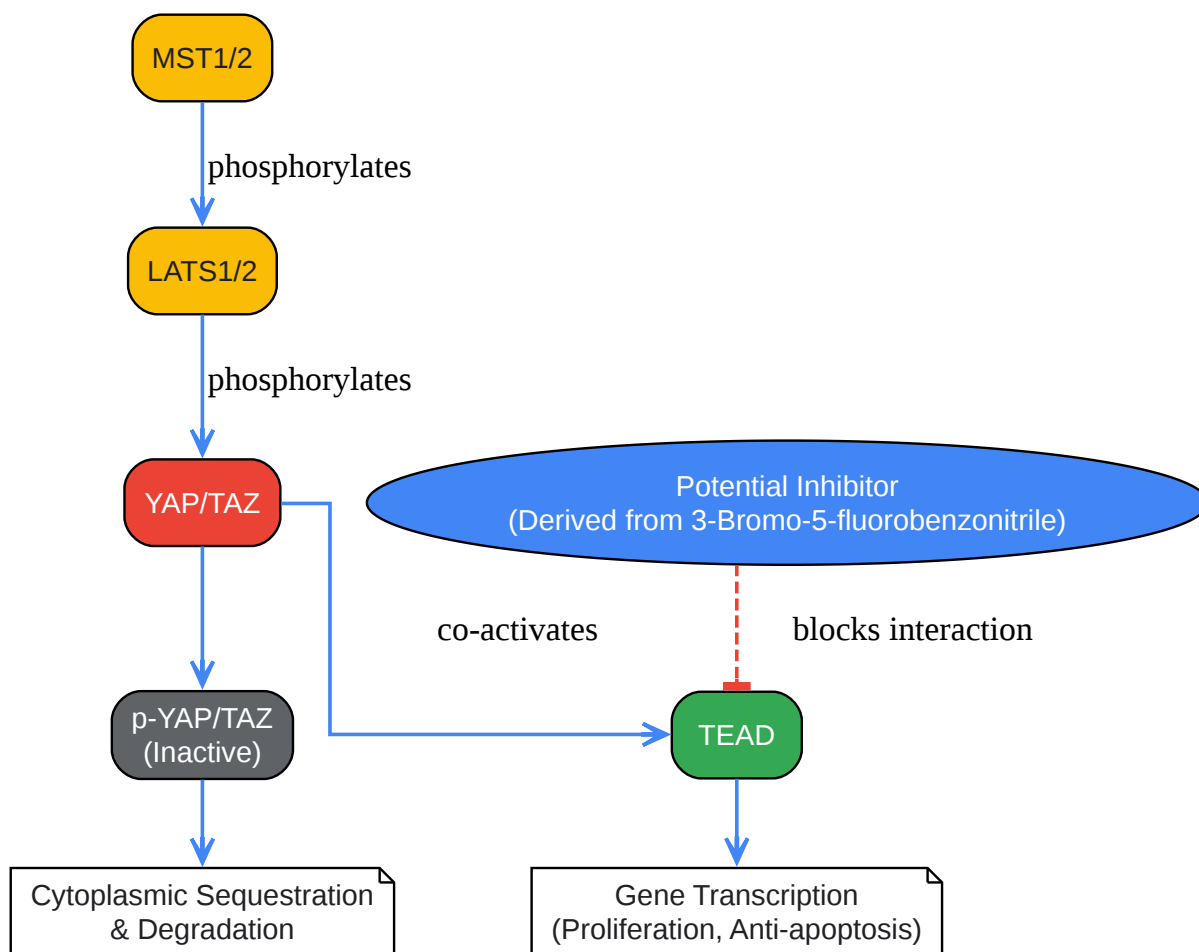 MST1/2
phosphorylates
LATS1/2
phosphorylates
YAP/TAZ
Potential Inhibitor
(Derived from 3-Bromo-5-fluorobenzonitrile)
co-activates
blocks interaction
p-YAP/TAZ
(Inactive)
TEAD
Cytoplasmic Sequestration
& Degradation
Gene Transcription
(Proliferation, Anti-apoptosis)